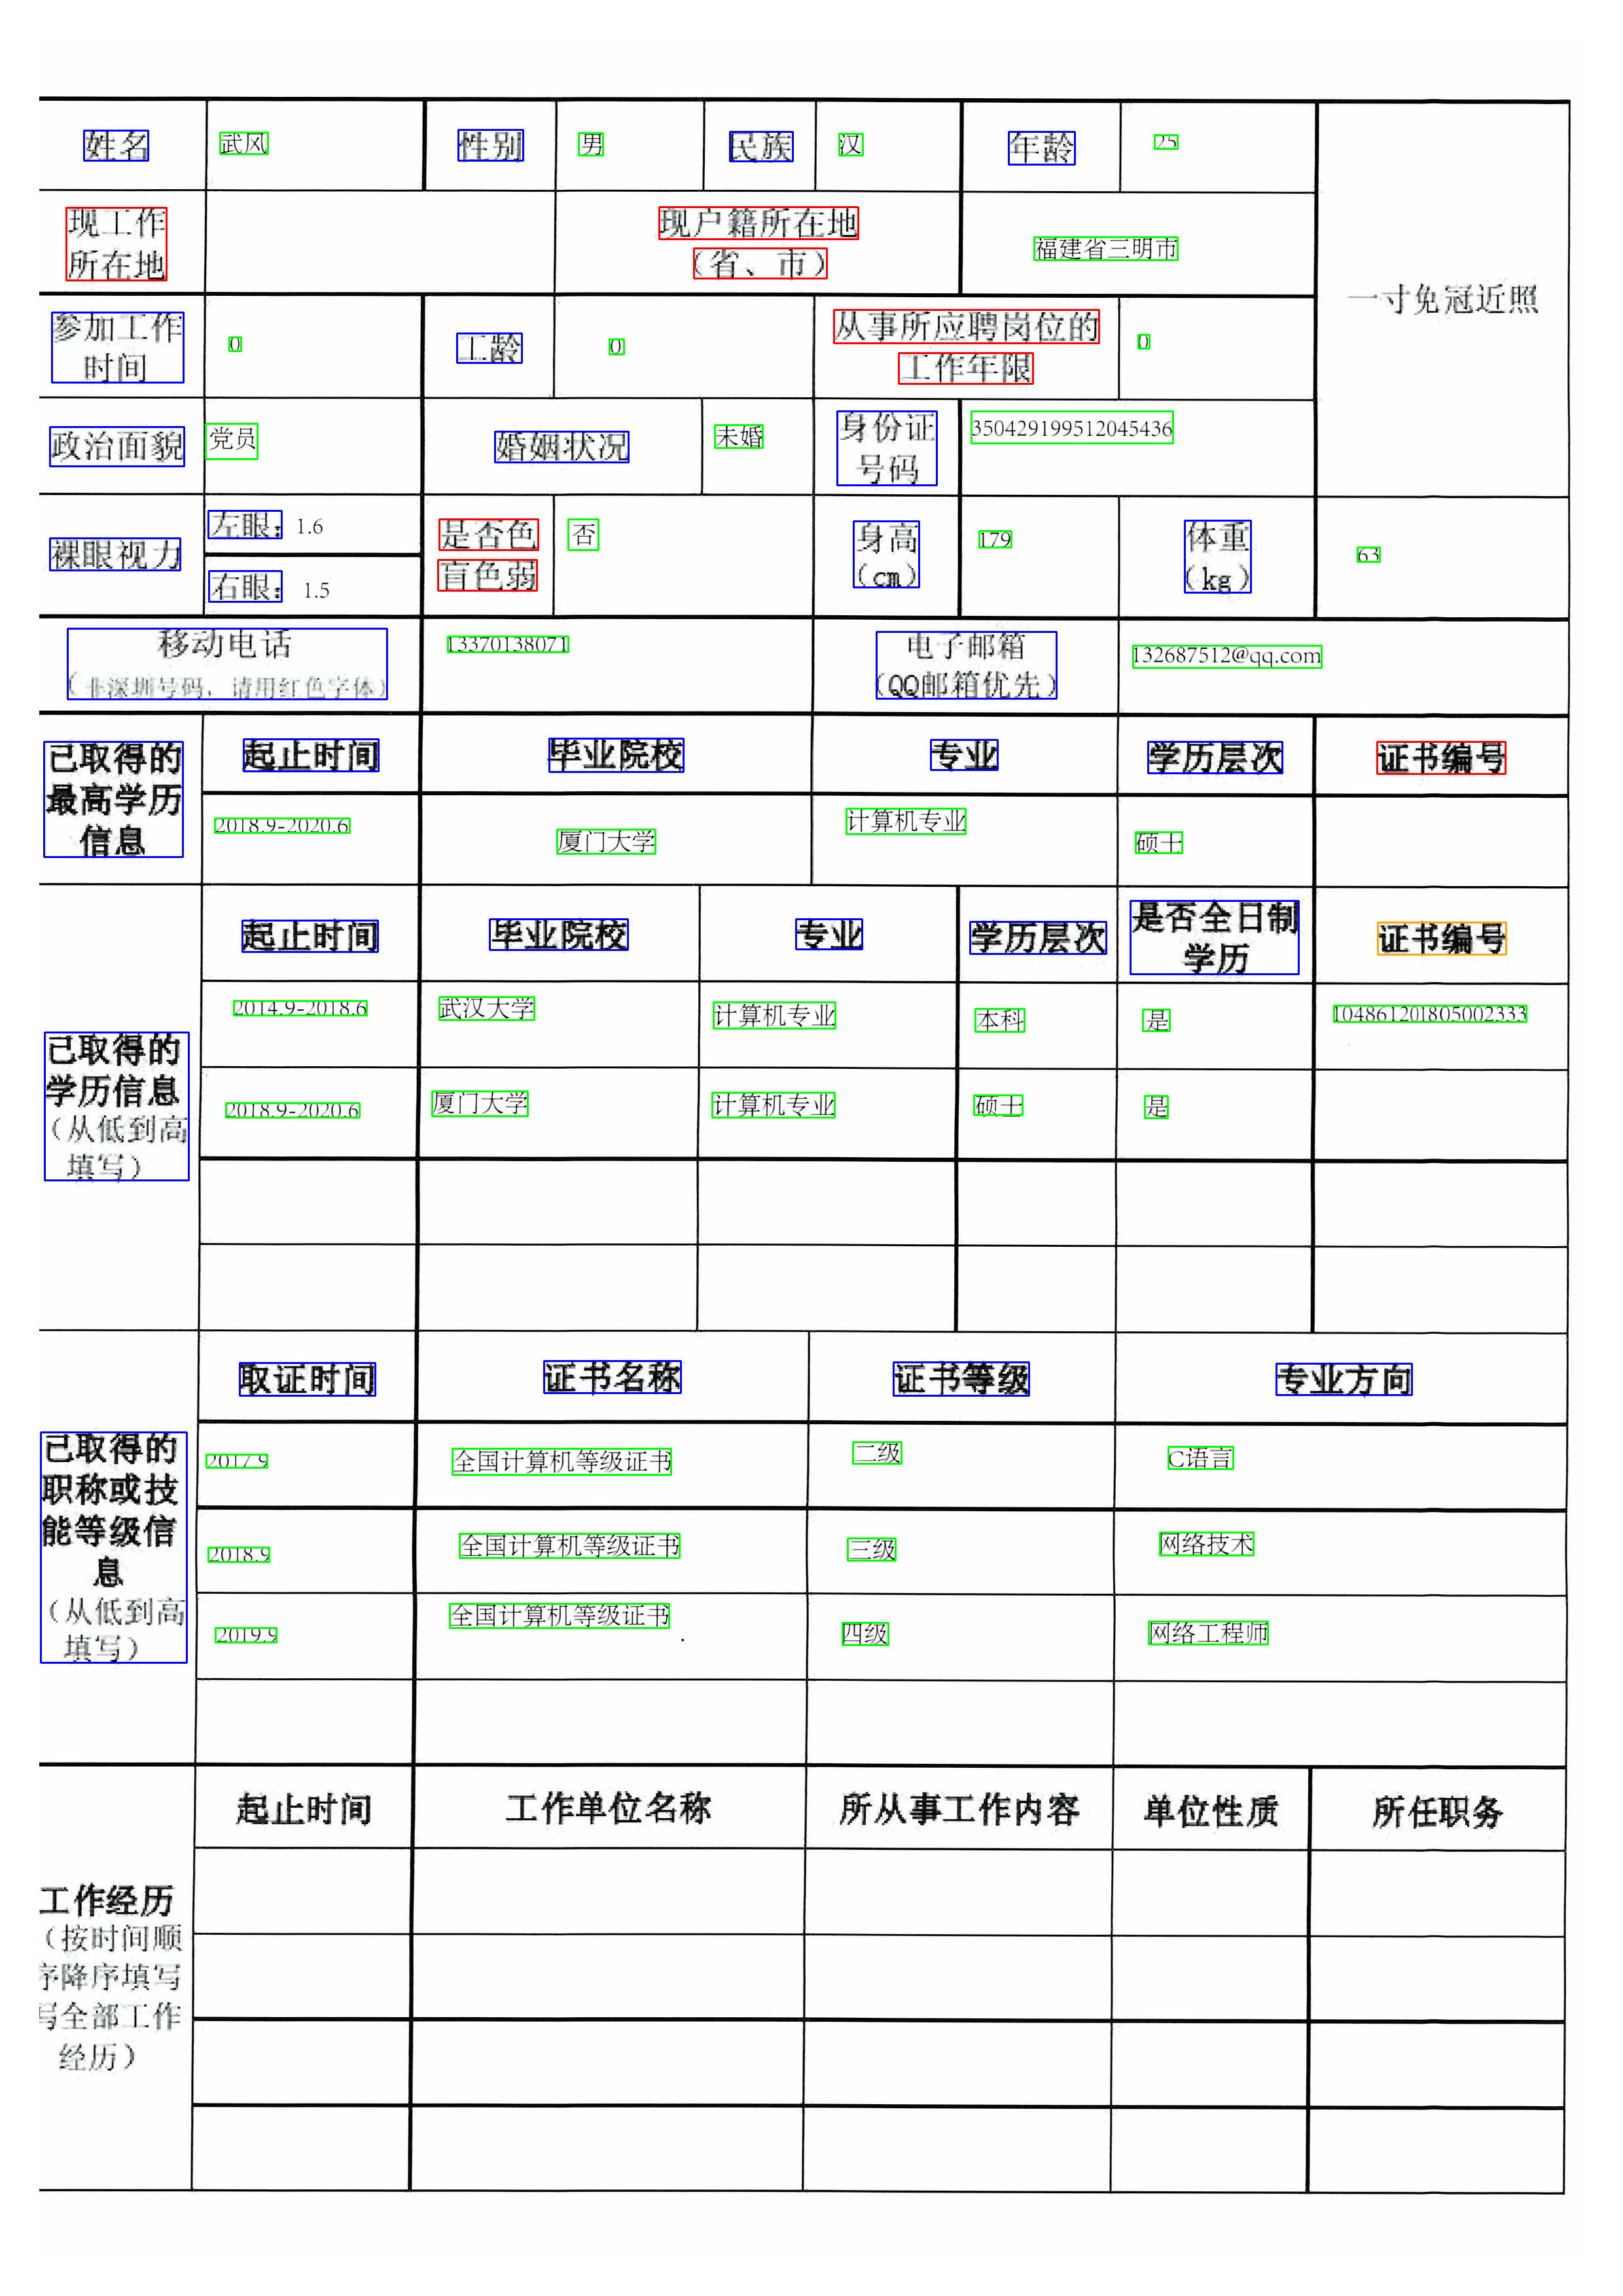 姓名 武风 性别 男 民族 汉 年龄 25
现工作
所在地
现户籍所在地
（省、市）
福建省三明市
一寸免冠近照
参加工作
时间
0
工龄 0
从事所应聘岗位的
工作年限
0
政治面貌 党员 婚姻状况 未婚
身份证
号码
350429199512045436
裸眼视力
左眼：1.6
右眼：1.5
是否色
盲色弱
否
身高
（cm）
179
体重
（kg）
63
移动电话
（非深圳号码，请用红色字体）
13370138071
电子邮箱
（QQ邮箱优先）
132687512@qq.com
已取得的
最高学历
信息
起止时间 毕业院校 专业 学历层次 证书编号
2018.9-2020.6 厦门大学 计算机专业 硕士
已取得的
学历信息
（从低到高
填写）
起止时间 毕业院校 专业 学历层次
是否全日制
学历
证书编号
2014.9-2018.6 武汉大学 计算机专业 本科 是 104861201805002333
2018.9-2020.6 厦门大学 计算机专业 硕士 是
已取得的
职称或技
能等级信
息
（从低到高
填写）
取证时间 证书名称 证书等级 专业方向
2017.9 全国计算机等级证书 二级 C语言
2018.9 全国计算机等级证书 三级 网络技术
2019.9 全国计算机等级证书 四级 网络工程师
工作经历
（按时间顺
序降序填写
写全部工作
经历）
起止时间 工作单位名称 所从事工作内容 单位性质 所任职务